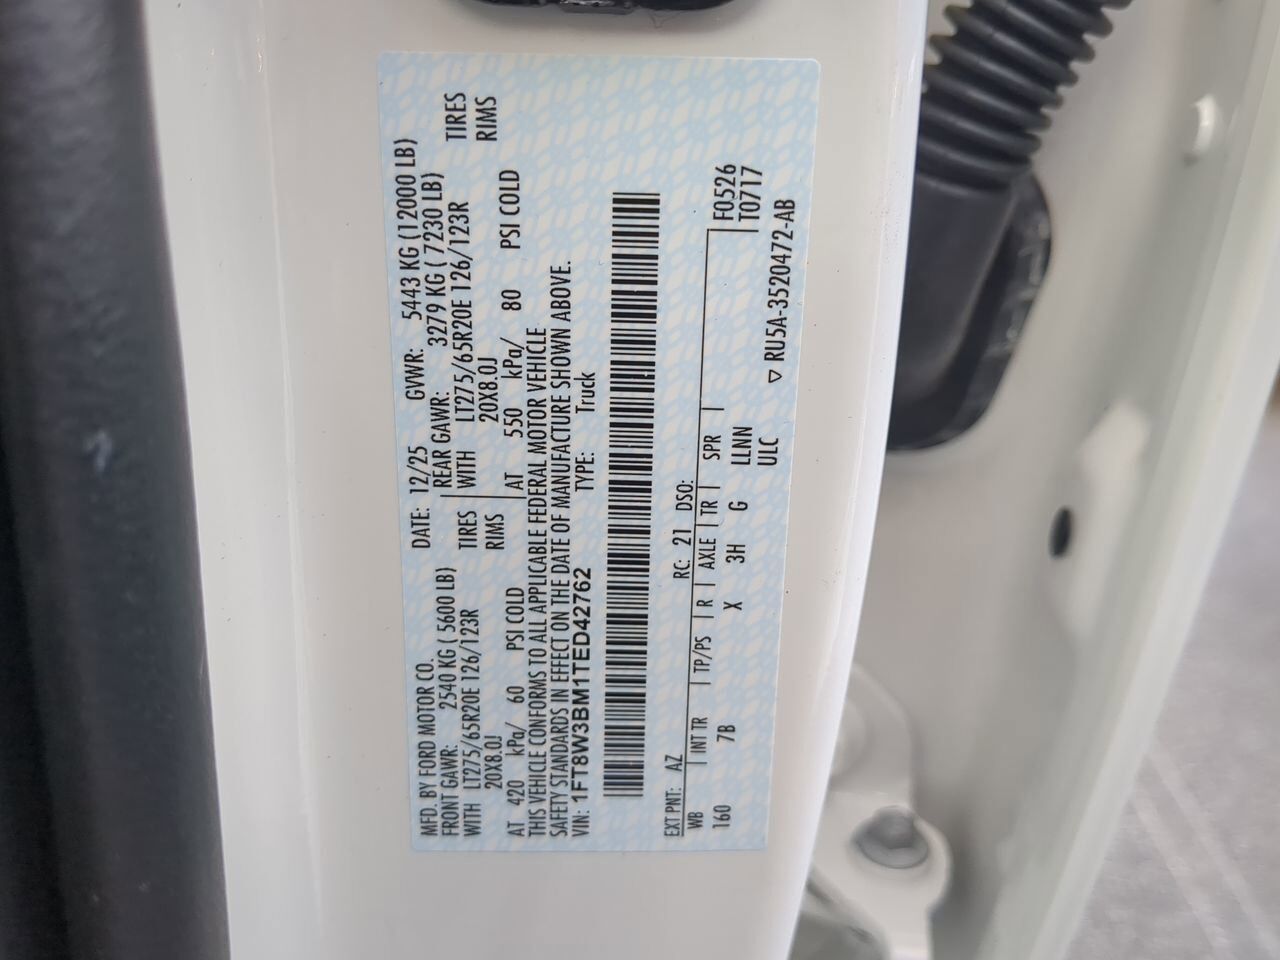 MFD. BY FORD MOTOR CO. DATE: 12/25 GVWR: 5443 KG (12000 LB)
FRONT GAWR: 2540 KG ( 5600 LB) REAR GAWR: 3279 KG ( 7230 LB)
WITH LT275/65R20E 126/123R TIRES WITH LT275/65R20E 126/123R TIRES
20X8.0J RIMS 20X8.0J RIMS
AT 420 kPa/ 60 PSI COLD AT 550 kPa/ 80 PSI COLD
THIS VEHICLE CONFORMS TO ALL APPLICABLE FEDERAL MOTOR VEHICLE
SAFETY STANDARDS IN EFFECT ON THE DATE OF MANUFACTURE SHOWN ABOVE.
VIN: 1FT8W3BM1TED42762 TYPE: Truck
EXT PNT: AZ RC: 21 DSO:
WB INT TR TP/PS R AXLE TR SPR F0526
160 7B X 3H G LLNN T0717
ULC ▽ RU5A-3520472-AB